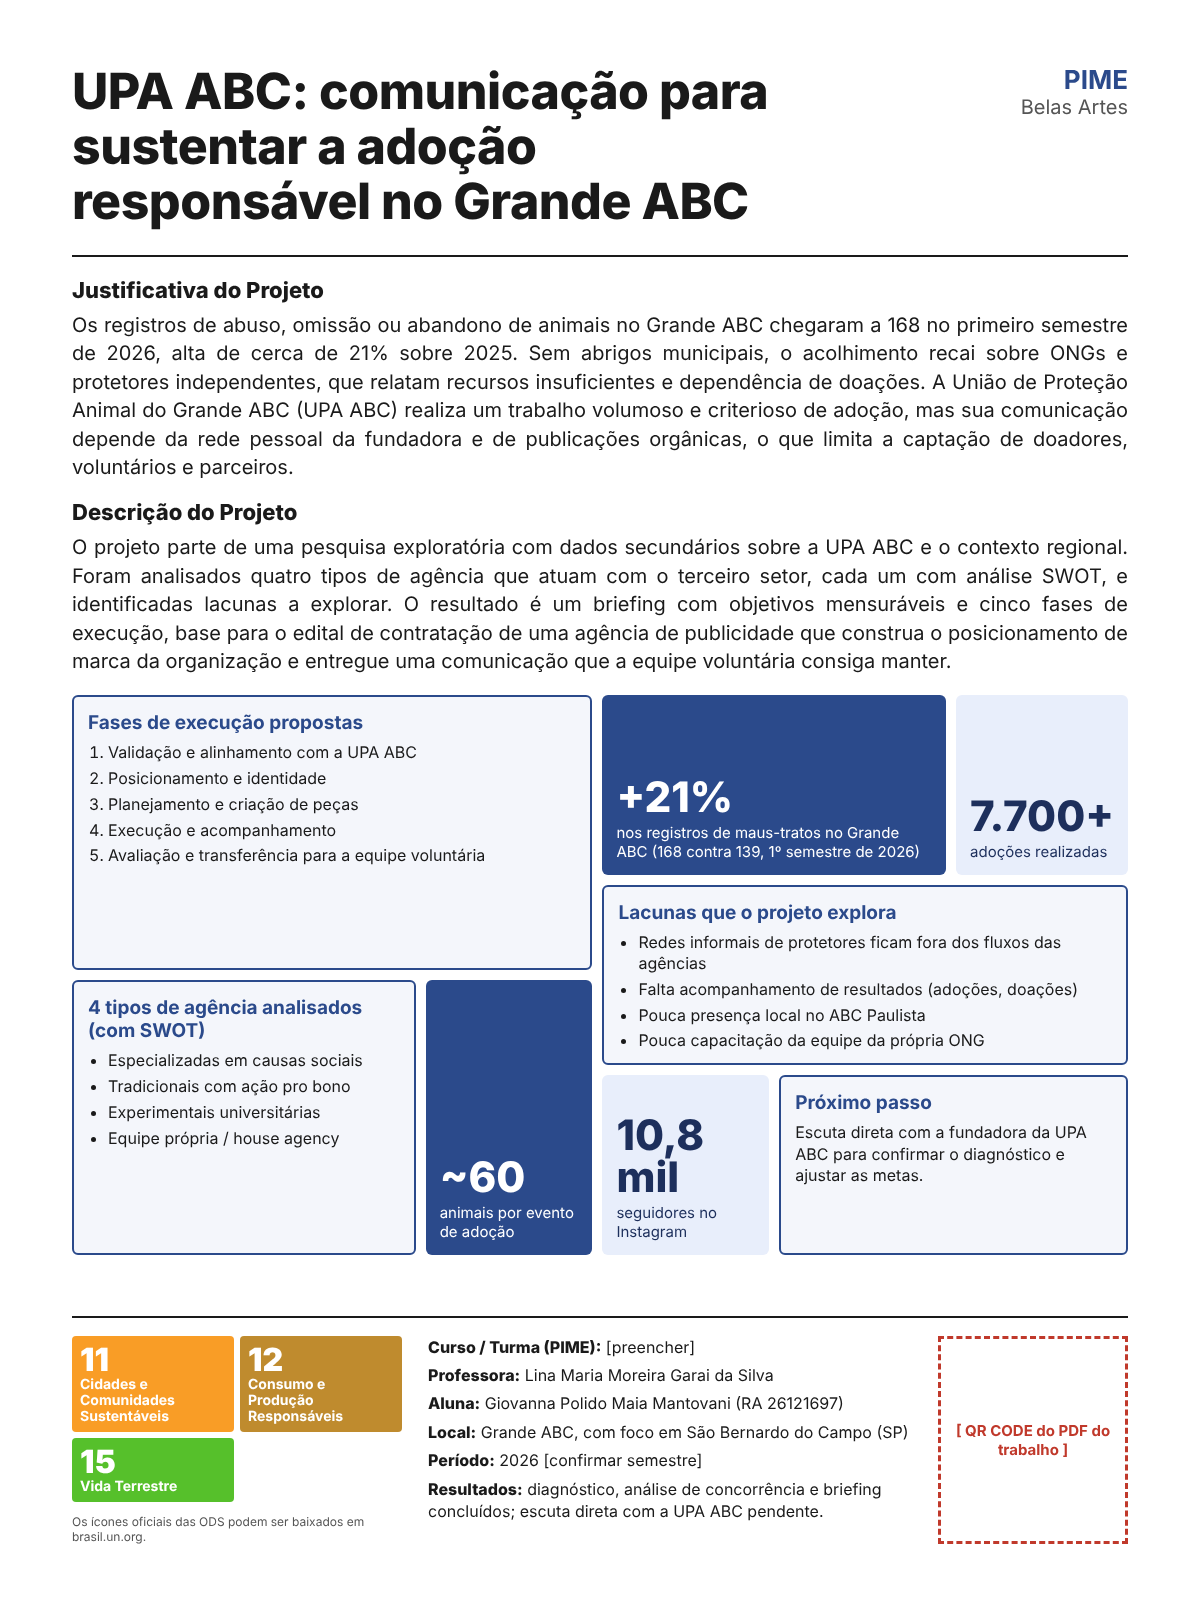 UPA ABC: comunicação para
sustentar a adoção
responsável no Grande ABC
PIME
Belas Artes
Justificativa do Projeto
Os registros de abuso, omissão ou abandono de animais no Grande ABC chegaram a 168 no primeiro semestre
de 2026, alta de cerca de 21% sobre 2025. Sem abrigos municipais, o acolhimento recai sobre ONGs e
protetores independentes, que relatam recursos insuficientes e dependência de doações. A União de Proteção
Animal do Grande ABC (UPA ABC) realiza um trabalho volumoso e criterioso de adoção, mas sua comunicação
depende da rede pessoal da fundadora e de publicações orgânicas, o que limita a captação de doadores,
voluntários e parceiros.
Descrição do Projeto
O projeto parte de uma pesquisa exploratória com dados secundários sobre a UPA ABC e o contexto regional.
Foram analisados quatro tipos de agência que atuam com o terceiro setor, cada um com análise SWOT, e
identificadas lacunas a explorar. O resultado é um briefing com objetivos mensuráveis e cinco fases de
execução, base para o edital de contratação de uma agência de publicidade que construa o posicionamento de
marca da organização e entregue uma comunicação que a equipe voluntária consiga manter.
Fases de execução propostas
1. Validação e alinhamento com a UPA ABC
2. Posicionamento e identidade
3. Planejamento e criação de peças
4. Execução e acompanhamento
5. Avaliação e transferência para a equipe voluntária
+21%
nos registros de maus-tratos no Grande
ABC (168 contra 139, 1º semestre de 2026)
7.700+
adoções realizadas
Lacunas que o projeto explora
• Redes informais de protetores ficam fora dos fluxos das
agências
• Falta acompanhamento de resultados (adoções, doações)
• Pouca presença local no ABC Paulista
• Pouca capacitação da equipe da própria ONG
4 tipos de agência analisados
(com SWOT)
• Especializadas em causas sociais
• Tradicionais com ação pro bono
• Experimentais universitárias
• Equipe própria / house agency
~60
animais por evento
de adoção
10,8
mil
seguidores no
Instagram
Próximo passo
Escuta direta com a fundadora da UPA
ABC para confirmar o diagnóstico e
ajustar as metas.
11
Cidades e
Comunidades
Sustentáveis
12
Consumo e
Produção
Responsáveis
15
Vida Terrestre
Os ícones oficiais das ODS podem ser baixados em
brasil.un.org.
Curso / Turma (PIME): [preencher]
Professora: Lina Maria Moreira Garai da Silva
Aluna: Giovanna Polido Maia Mantovani (RA 26121697)
Local: Grande ABC, com foco em São Bernardo do Campo (SP)
Período: 2026 [confirmar semestre]
Resultados: diagnóstico, análise de concorrência e briefing
concluídos; escuta direta com a UPA ABC pendente.
[ QR CODE do PDF do
trabalho ]